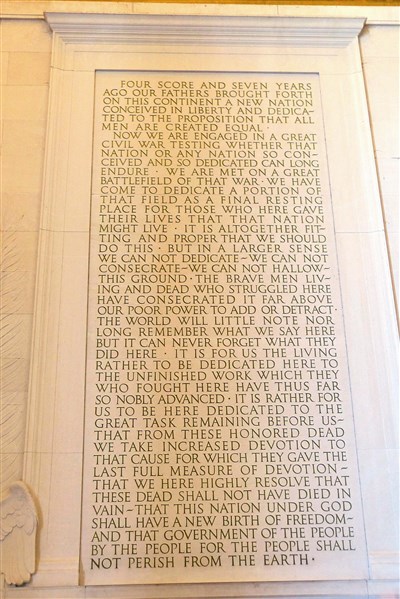 FOUR SCORE AND SEVEN YEARS
AGO OUR FATHERS BROUGHT FORTH
ON THIS CONTINENT A NEW NATION
CONCEIVED IN LIBERTY AND DEDICA–
TED TO THE PROPOSITION THAT ALL
MEN ARE CREATED EQUAL ·
NOW WE ARE ENGAGED IN A GREAT
CIVIL WAR TESTING WHETHER THAT
NATION OR ANY NATION SO CON–
CEIVED AND SO DEDICATED CAN LONG
ENDURE · WE ARE MET ON A GREAT
BATTLEFIELD OF THAT WAR · WE HAVE
COME TO DEDICATE A PORTION OF
THAT FIELD AS A FINAL RESTING
PLACE FOR THOSE WHO HERE GAVE
THEIR LIVES THAT THAT NATION
MIGHT LIVE · IT IS ALTOGETHER FIT–
TING AND PROPER THAT WE SHOULD
DO THIS · BUT IN A LARGER SENSE
WE CAN NOT DEDICATE–WE CAN NOT
CONSECRATE–WE CAN NOT HALLOW–
THIS GROUND · THE BRAVE MEN LIV–
ING AND DEAD WHO STRUGGLED HERE
HAVE CONSECRATED IT FAR ABOVE
OUR POOR POWER TO ADD OR DETRACT ·
THE WORLD WILL LITTLE NOTE NOR
LONG REMEMBER WHAT WE SAY HERE
BUT IT CAN NEVER FORGET WHAT THEY
DID HERE · IT IS FOR US THE LIVING
RATHER TO BE DEDICATED HERE TO
THE UNFINISHED WORK WHICH THEY
WHO FOUGHT HERE HAVE THUS FAR
SO NOBLY ADVANCED · IT IS RATHER FOR
US TO BE HERE DEDICATED TO THE
GREAT TASK REMAINING BEFORE US–
THAT FROM THESE HONORED DEAD
WE TAKE INCREASED DEVOTION TO
THAT CAUSE FOR WHICH THEY GAVE THE
LAST FULL MEASURE OF DEVOTION –
THAT WE HERE HIGHLY RESOLVE THAT
THESE DEAD SHALL NOT HAVE DIED IN
VAIN–THAT THIS NATION UNDER GOD
SHALL HAVE A NEW BIRTH OF FREEDOM–
AND THAT GOVERNMENT OF THE PEOPLE
BY THE PEOPLE FOR THE PEOPLE SHALL
NOT PERISH FROM THE EARTH ·